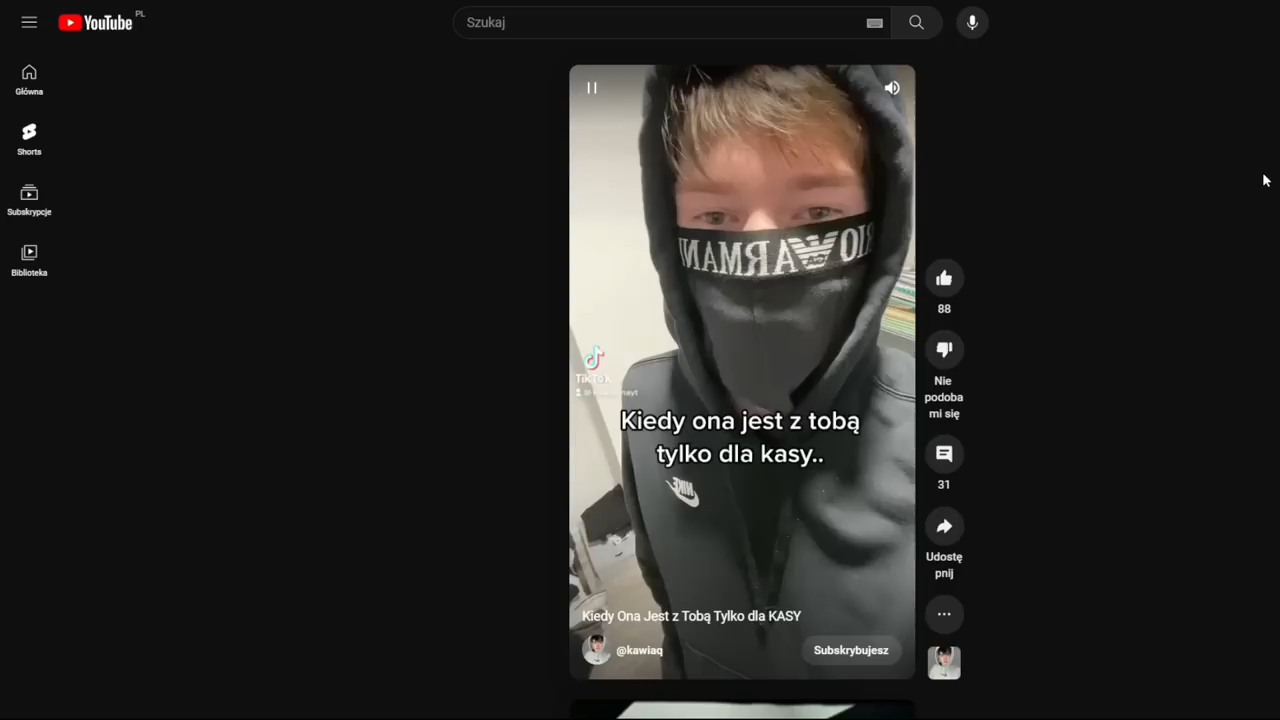 YouTube PL
Szukaj
Główna
Shorts
Subskrypcje
Biblioteka
RIO ARMANI
TikTok
Kiedy ona jest z tobą
tylko dla kasy..
NIKE
88
Nie
podoba
mi się
31
Udostę
pnij
Kiedy Ona Jest z Tobą Tylko dla KASY
@kawiaq
Subskrybujesz